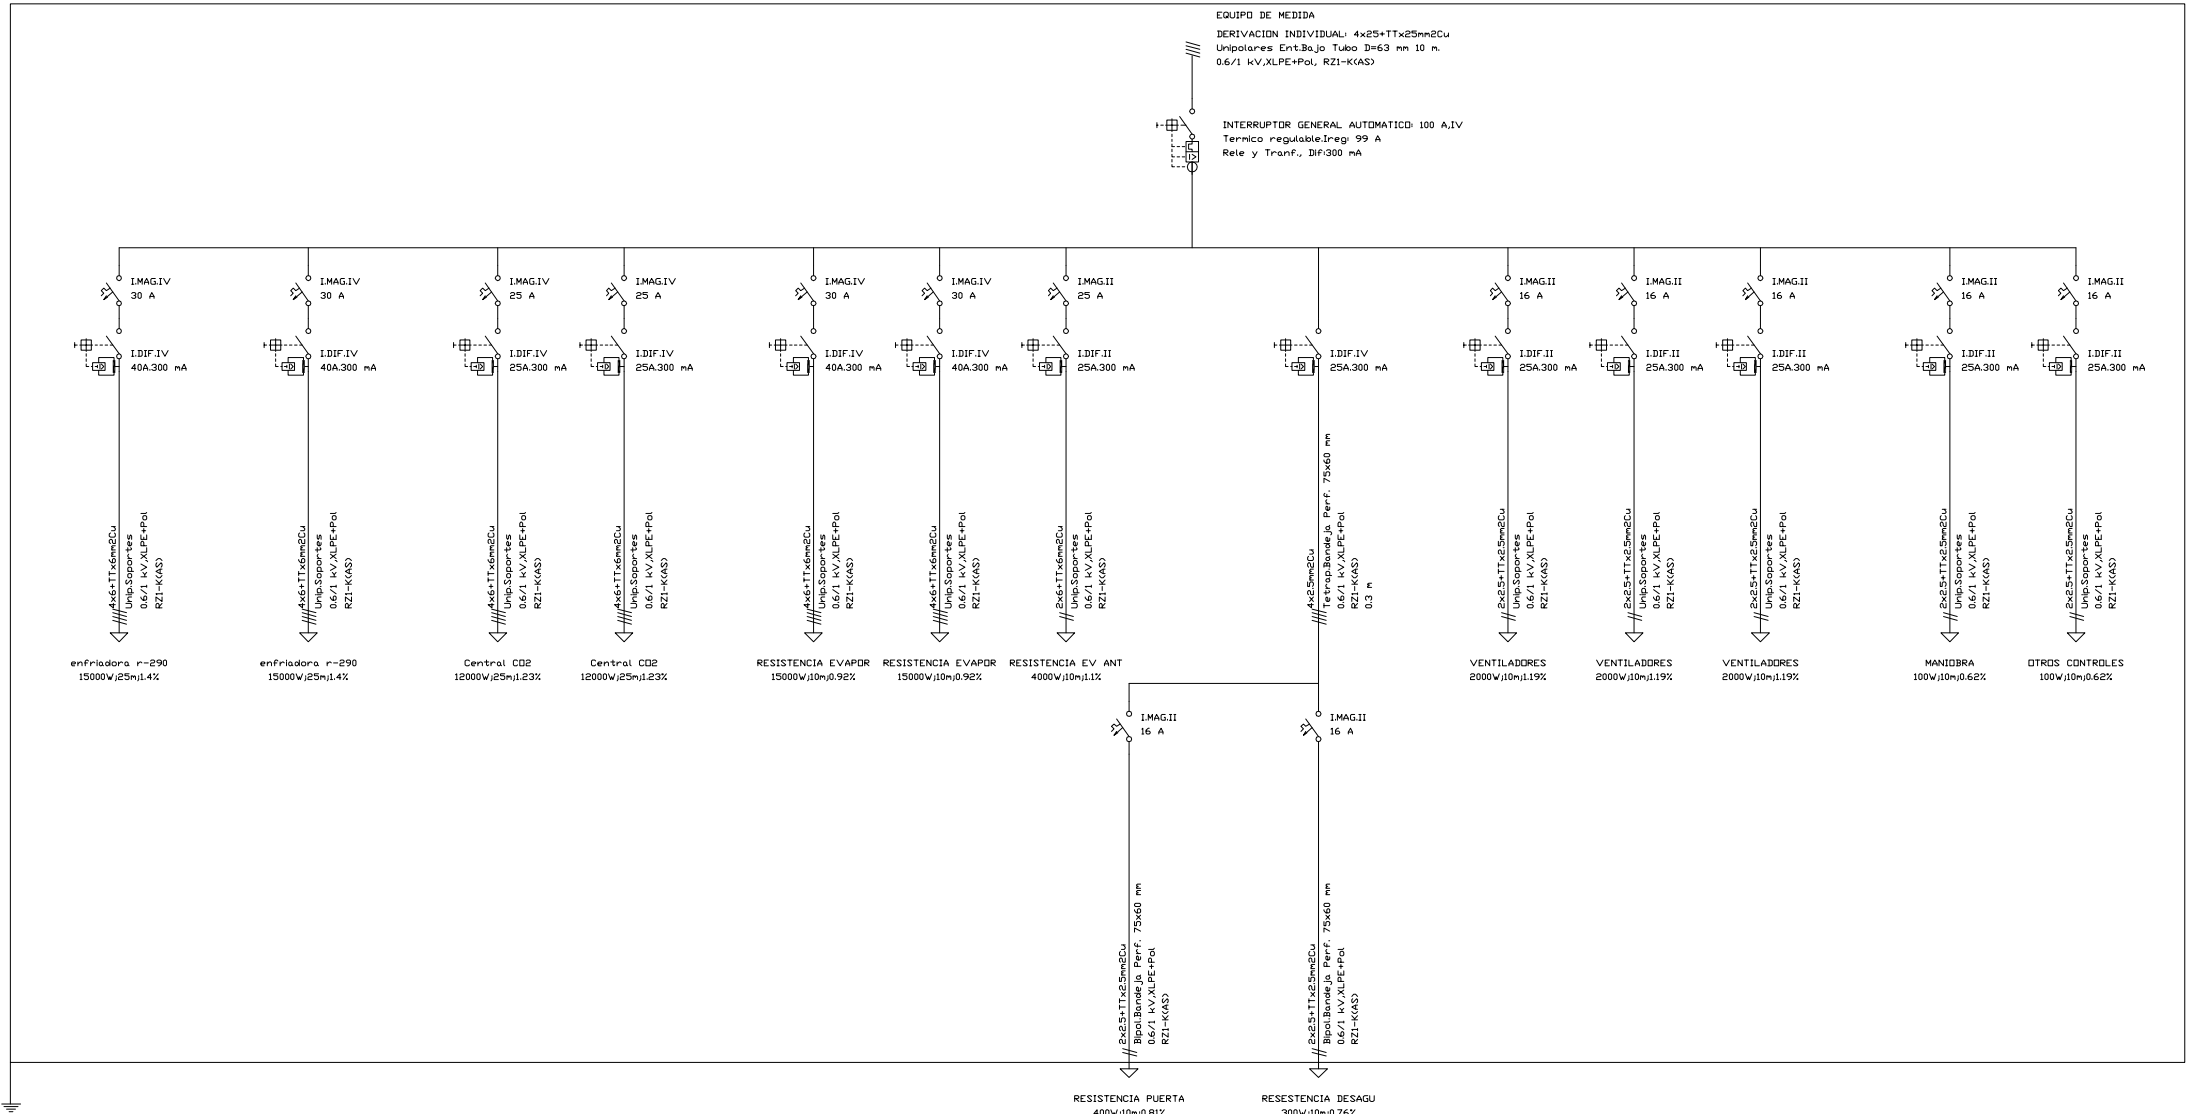 EQUIPO DE MEDIDA
DERIVACION INDIVIDUAL: 4x25+TTx25mm2Cu
Unipolares Ent.Bajo Tubo D=63 mm 10 m.
0.6/1 kV,XLPE+Pol, RZ1-K(AS)
INTERRUPTOR GENERAL AUTOMATICO: 100 A,IV
Termico regulable.Ireg: 99 A
Rele y Tranf., Dif:300 mA
I.MAG.IV
30 A
I.DIF.IV
40A.300 mA
4x6+TTx6mm2Cu
Unip.Soportes
0.6/1 kV,XLPE+Pol
RZ1-K(AS)
enfriadora r-290
15000W;25m;1.4%
I.MAG.IV
30 A
I.DIF.IV
40A.300 mA
4x6+TTx6mm2Cu
Unip.Soportes
0.6/1 kV,XLPE+Pol
RZ1-K(AS)
enfriadora r-290
15000W;25m;1.4%
I.MAG.IV
25 A
I.DIF.IV
25A.300 mA
4x6+TTx6mm2Cu
Unip.Soportes
0.6/1 kV,XLPE+Pol
RZ1-K(AS)
Central CO2
12000W;25m;1.23%
I.MAG.IV
25 A
I.DIF.IV
25A.300 mA
4x6+TTx6mm2Cu
Unip.Soportes
0.6/1 kV,XLPE+Pol
RZ1-K(AS)
Central CO2
12000W;25m;1.23%
I.MAG.IV
30 A
I.DIF.IV
40A.300 mA
4x6+TTx6mm2Cu
Unip.Soportes
0.6/1 kV,XLPE+Pol
RZ1-K(AS)
RESISTENCIA EVAPOR
15000W;10m;0.92%
I.MAG.IV
30 A
I.DIF.IV
40A.300 mA
4x6+TTx6mm2Cu
Unip.Soportes
0.6/1 kV,XLPE+Pol
RZ1-K(AS)
RESISTENCIA EVAPOR
15000W;10m;0.92%
I.MAG.II
25 A
I.DIF.II
25A.300 mA
2x6+TTx6mm2Cu
Unip.Soportes
0.6/1 kV,XLPE+Pol
RZ1-K(AS)
RESISTENCIA EV ANT
4000W;10m;1.1%
I.DIF.IV
25A.300 mA
4x2.5mm2Cu
Tetrap.Bandeja Perf. 75x60 mm
0.6/1 kV,XLPE+Pol
RZ1-K(AS)
0.3 m
I.MAG.II
16 A
I.DIF.II
25A.300 mA
2x2.5+TTx2.5mm2Cu
Unip.Soportes
0.6/1 kV,XLPE+Pol
RZ1-K(AS)
VENTILADORES
2000W;10m;1.19%
I.MAG.II
16 A
I.DIF.II
25A.300 mA
2x2.5+TTx2.5mm2Cu
Unip.Soportes
0.6/1 kV,XLPE+Pol
RZ1-K(AS)
VENTILADORES
2000W;10m;1.19%
I.MAG.II
16 A
I.DIF.II
25A.300 mA
2x2.5+TTx2.5mm2Cu
Unip.Soportes
0.6/1 kV,XLPE+Pol
RZ1-K(AS)
VENTILADORES
2000W;10m;1.19%
I.MAG.II
16 A
I.DIF.II
25A.300 mA
2x2.5+TTx2.5mm2Cu
Unip.Soportes
0.6/1 kV,XLPE+Pol
RZ1-K(AS)
MANIOBRA
100W;10m;0.62%
I.MAG.II
16 A
I.DIF.II
25A.300 mA
2x2.5+TTx2.5mm2Cu
Unip.Soportes
0.6/1 kV,XLPE+Pol
RZ1-K(AS)
OTROS CONTROLES
100W;10m;0.62%
I.MAG.II
16 A
2x2.5+TTx2.5mm2Cu
Bipol.Bandeja Perf. 75x60 mm
0.6/1 kV,XLPE+Pol
RZ1-K(AS)
RESISTENCIA PUERTA
400W;10m;0.81%
I.MAG.II
16 A
2x2.5+TTx2.5mm2Cu
Bipol.Bandeja Perf. 75x60 mm
0.6/1 kV,XLPE+Pol
RZ1-K(AS)
RESESTENCIA DESAGU
300W;10m;0.76%